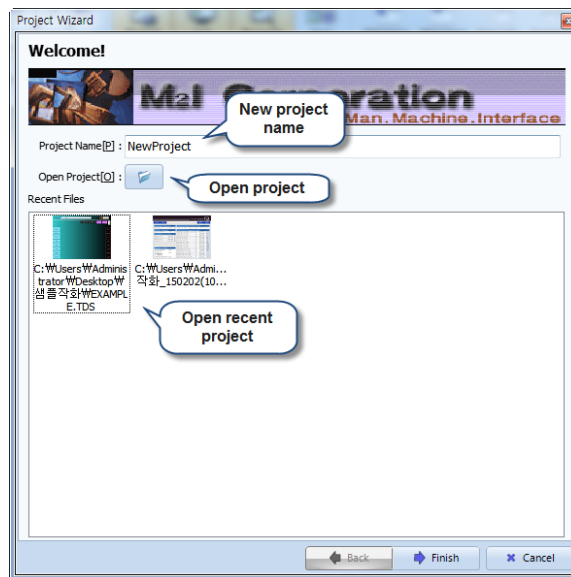 Project Wizard
Welcome!
M2I Corporation
Man.Machine.Interface
New project
name
Project Name[P] : NewProject
Open Project[O] :
Open project
Recent Files
C:₩Users₩Adminis
trator₩Desktop₩
샘플작화₩EXAMPL
E.TDS
C:₩Users₩Admi...
작화_150202(10...
Open recent
project
Back
Finish
Cancel